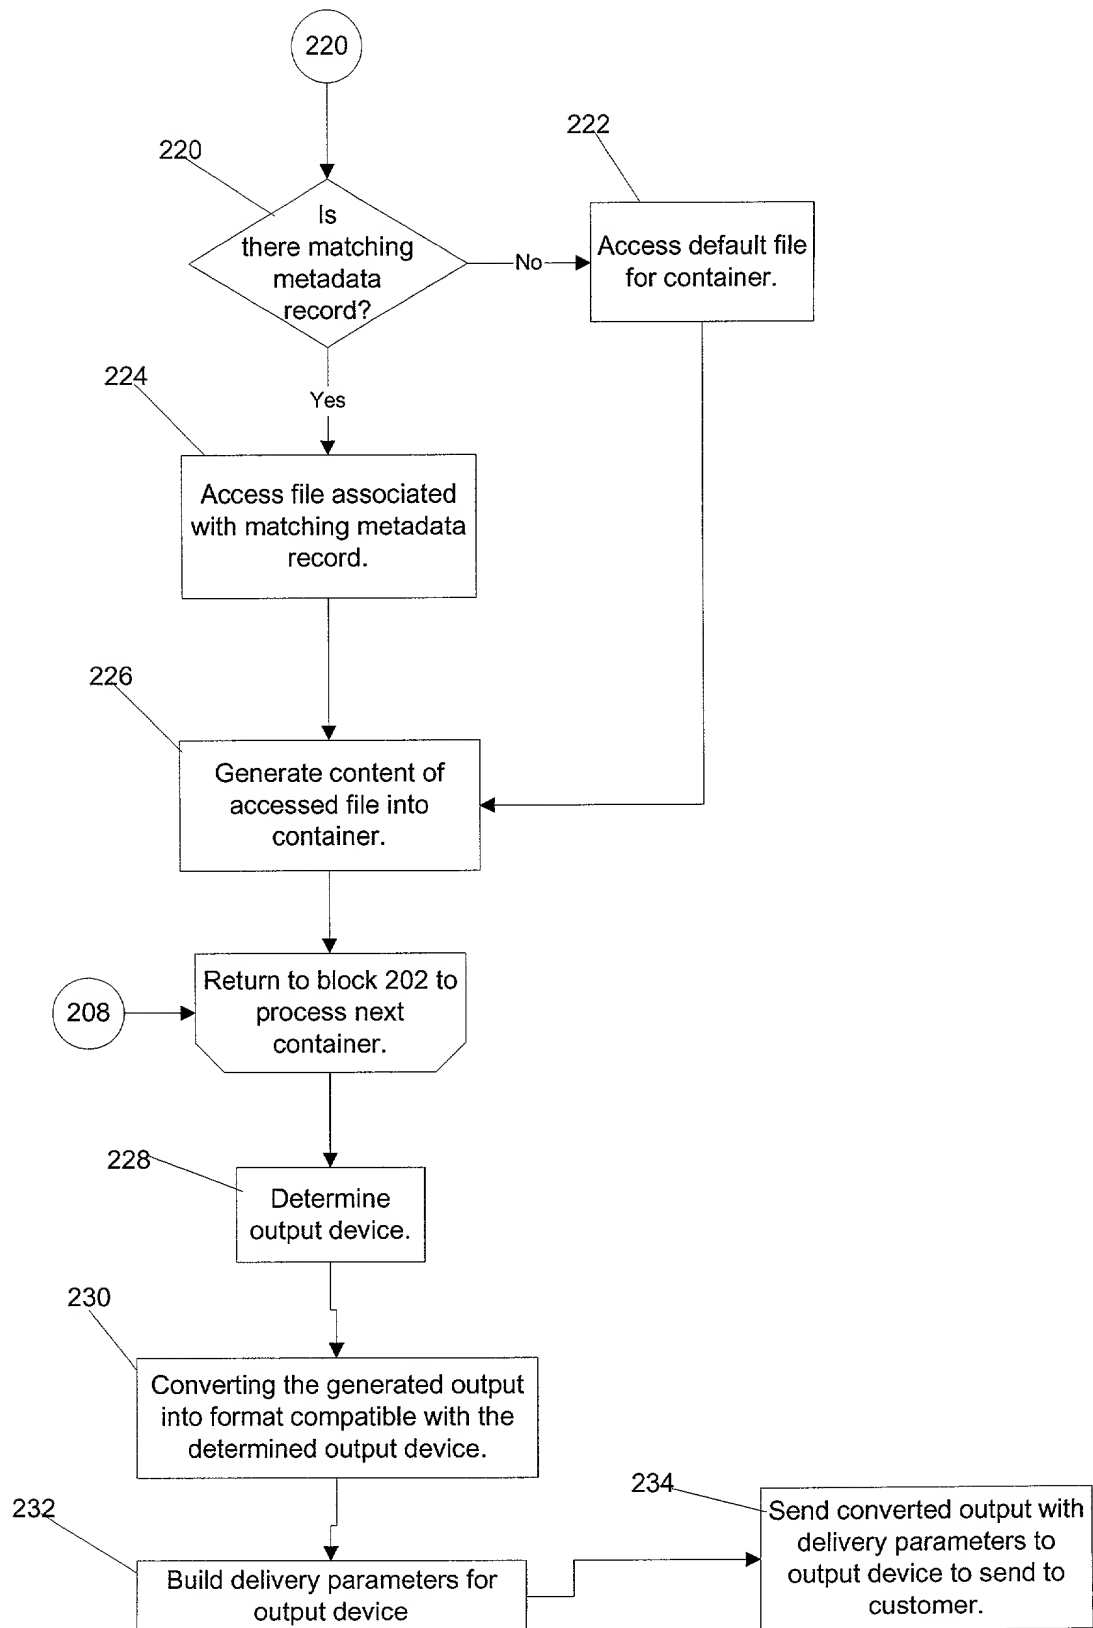 220
220
Is
there matching
metadata
record?
No
222
Access default file
for container.
Yes
224
Access file associated
with matching metadata
record.
226
Generate content of
accessed file into
container.
208
Return to block 202 to
process next
container.
228
Determine
output device.
230
Converting the generated output
into format compatible with the
determined output device.
232
Build delivery parameters for
output device
234
Send converted output with
delivery parameters to
output device to send to
customer.